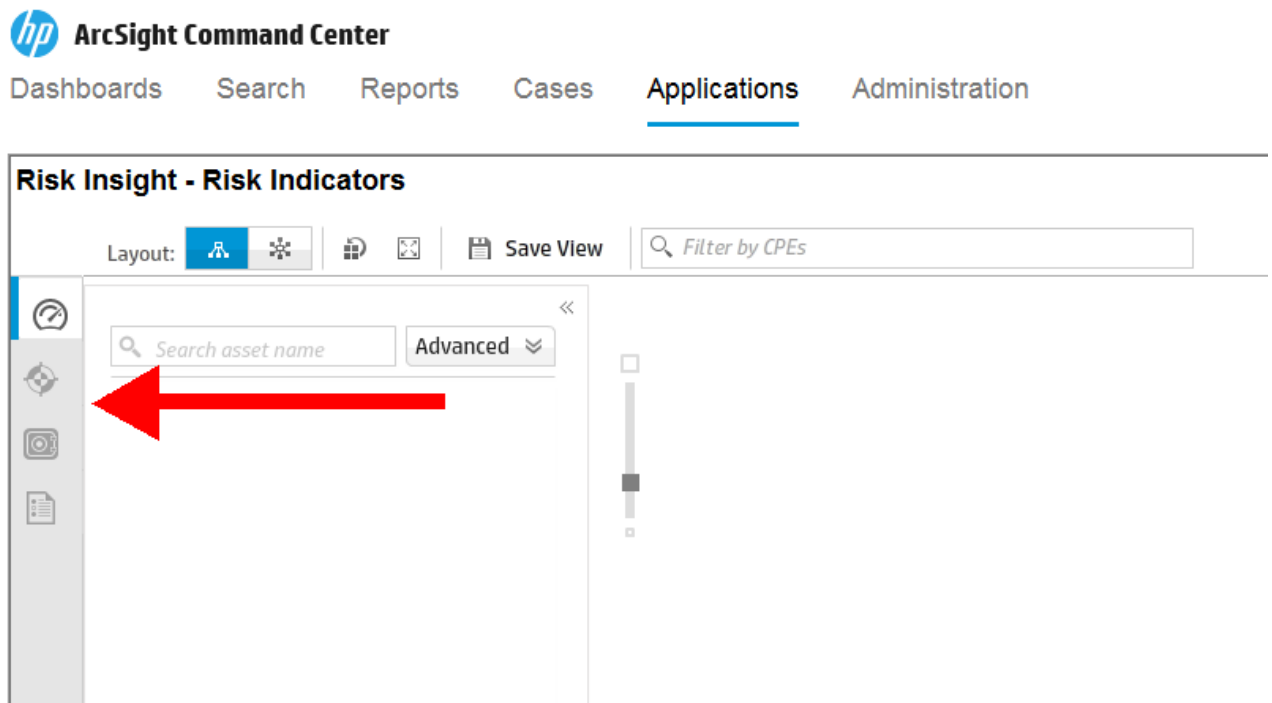 hp ArcSight Command Center
Dashboards Search Reports Cases Applications Administration
Risk Insight - Risk Indicators
Layout: Save View Filter by CPEs
Search asset name Advanced